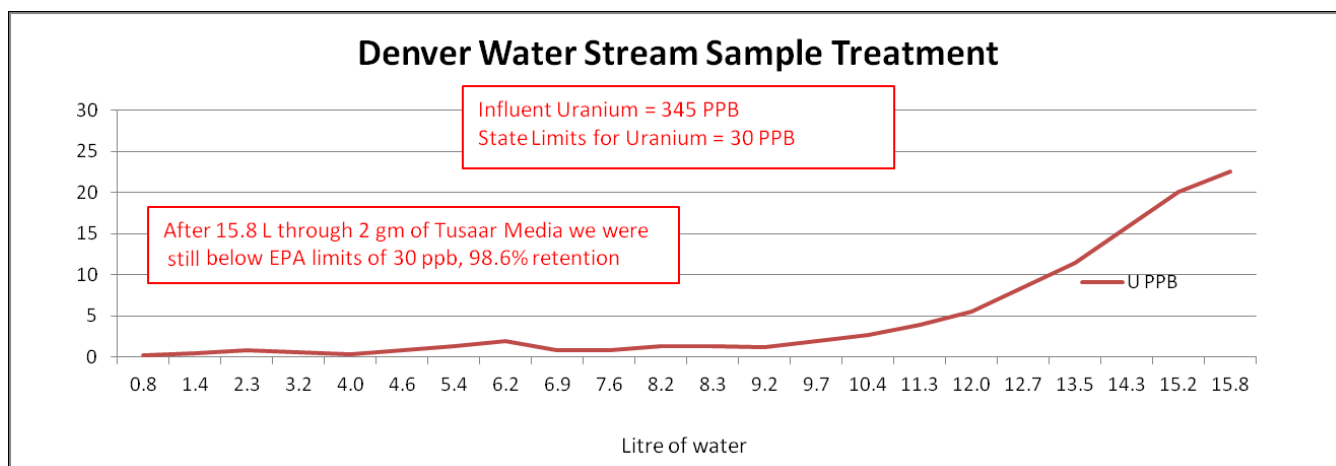 Denver Water Stream Sample Treatment
Influent Uranium = 345 PPB
State Limits for Uranium = 30 PPB
After 15.8 L through 2 gm of Tusaar Media we were
still below EPA limits of 30 ppb, 98.6% retention
30
25
20
15
10
5
0
U PPB
0.8 1.4 2.3 3.2 4.0 4.6 5.4 6.2 6.9 7.6 8.2 8.3 9.2 9.7 10.4 11.3 12.0 12.7 13.5 14.3 15.2 15.8
Litre of water